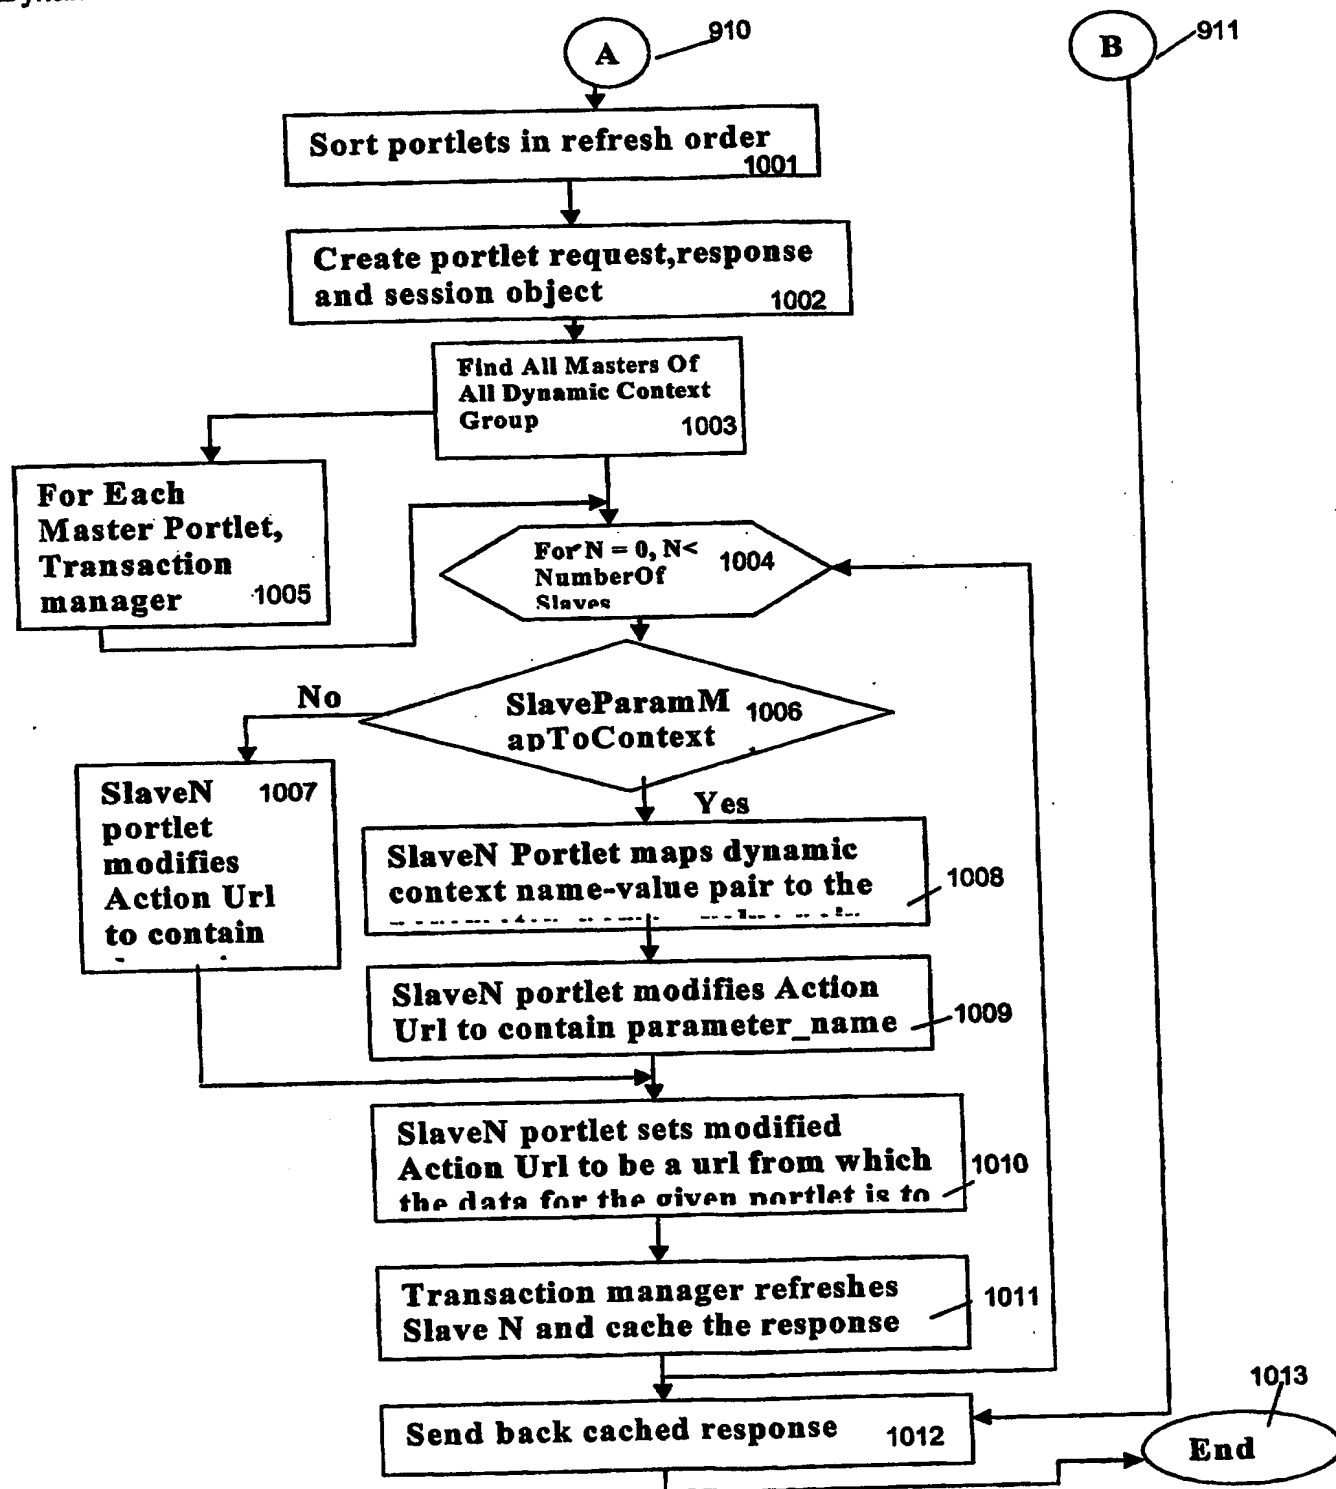 A
910
B
911
Sort portlets in refresh order
1001
Create portlet request,response
and session object
1002
Find All Masters Of
All Dynamic Context
Group
1003
For Each
Master Portlet,
Transaction
manager
1005
For N = 0, N<
NumberOf
Slaves
1004
No
SlaveParamM
apToContext
1006
SlaveN
portlet
modifies
Action Url
to contain
1007
Yes
SlaveN Portlet maps dynamic
context name-value pair to the
1008
SlaveN portlet modifies Action
Url to contain parameter_name
1009
SlaveN portlet sets modified
Action Url to be a url from which
the data for the given portlet is to
1010
Transaction manager refreshes
Slave N and cache the response
1011
Send back cached response
1012
1013
End